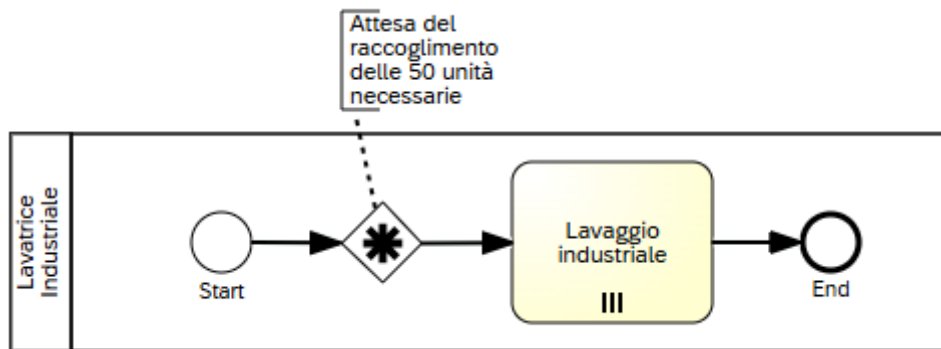 Attesa del
raccoglimento
delle 50 unità
necessarie
Lavatrice
Industriale
Start
Lavaggio
industriale
End